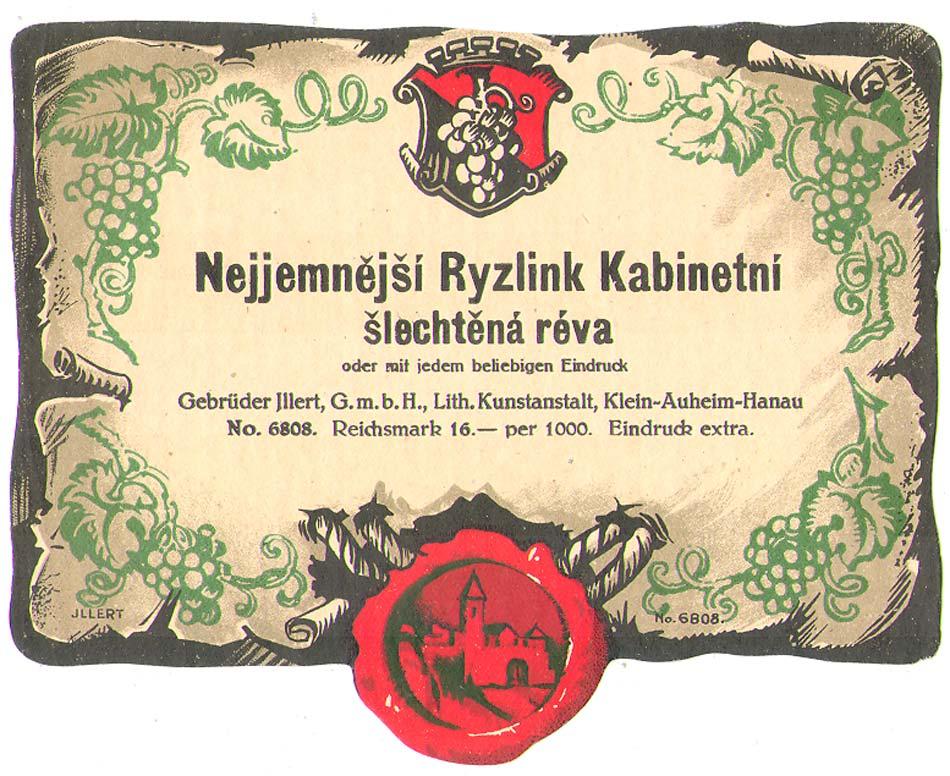 Nejjemnější Ryzlink Kabinetní
šlechtěná réva
oder mit jedem beliebigen Eindruck
Gebrüder Jllert, G.m.b.H., Lith. Kunstanstalt, Klein-Auheim-Hanau
No. 6808. Reichsmark 16.— per 1000. Eindruck extra.
JLLERT
No. 6808.